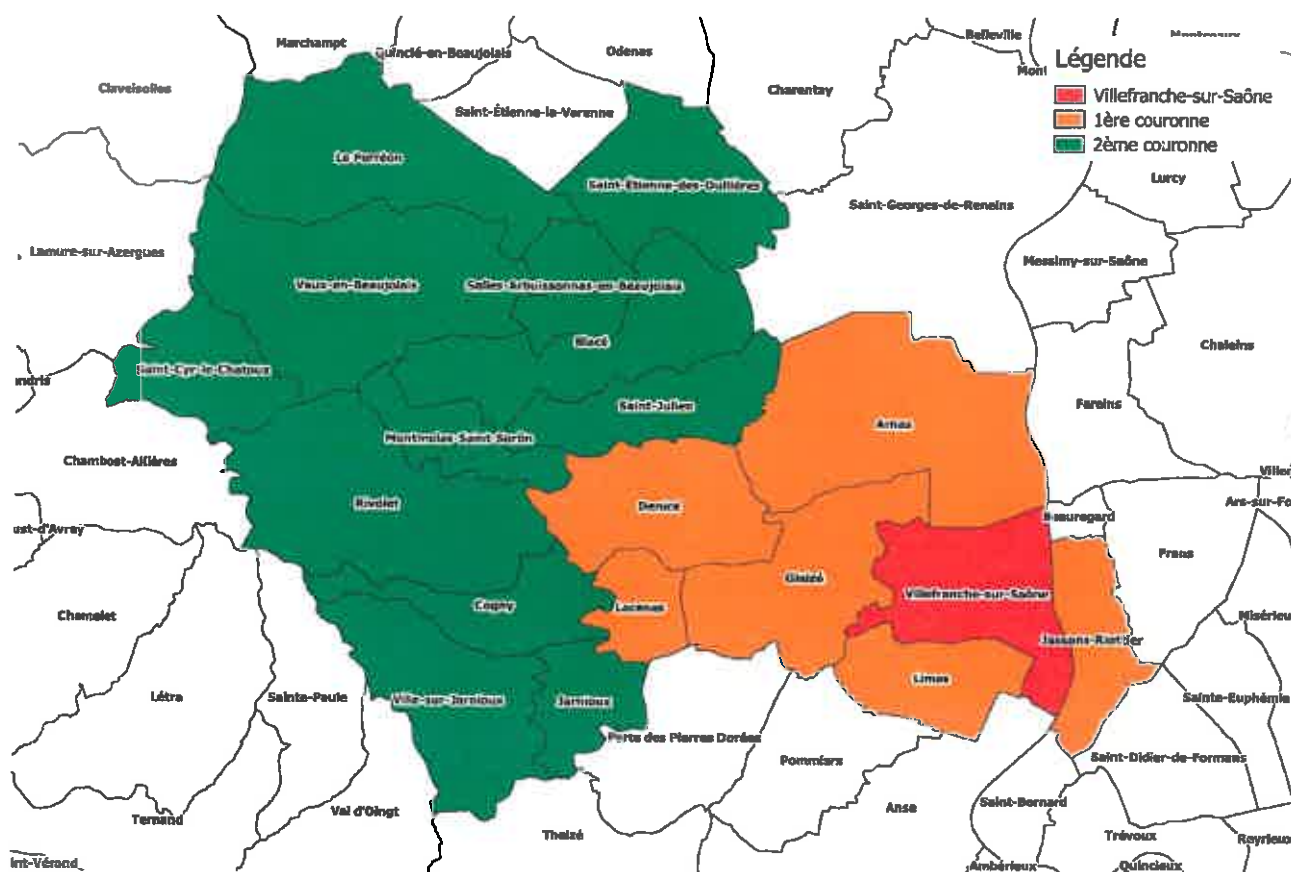 Marchampt
Quincié-en-Beaujolais
Odenas
Belleville
Légende
Villefranche-sur-Saône
1ère couronne
2ème couronne
Claveisolles
Charentay
Saint-Étienne-la-Varenne
Le Perréon
Saint-Étienne-des-Oullières
Lurcy
Saint-Georges-de-Reneins
Lamure-sur-Azergues
Messimy-sur-Saône
Vaux-en-Beaujolais
Salles-Arbuissonnas-en-Beaujolais
Blacé
Chaleins
Saint-Cyr-le-Chatoux
Saint-Julien
Fareins
Arnas
Montmelas-Saint-Sorlin
Chambost-Allières
Rivolet
Denicé
Ars-sur-Fo
Beauregard
ust-d'Avray
Frans
Gleizé
Villefranche-sur-Saône
Cogny
Lacenas
Chamelet
Misérieu
Jassans-Riottier
Limas
Létra
Sainte-Paule
Ville-sur-Jarnioux
Jarnioux
Sainte-Euphémie
Porte des Pierres Dorées
Pommiers
Saint-Didier-de-Formans
Saint-Bernard
Anse
Ternand
Val d'Oingt
Theizé
Trévoux
Reyrieux
int-Vérand
Ambérieux
Quincieux